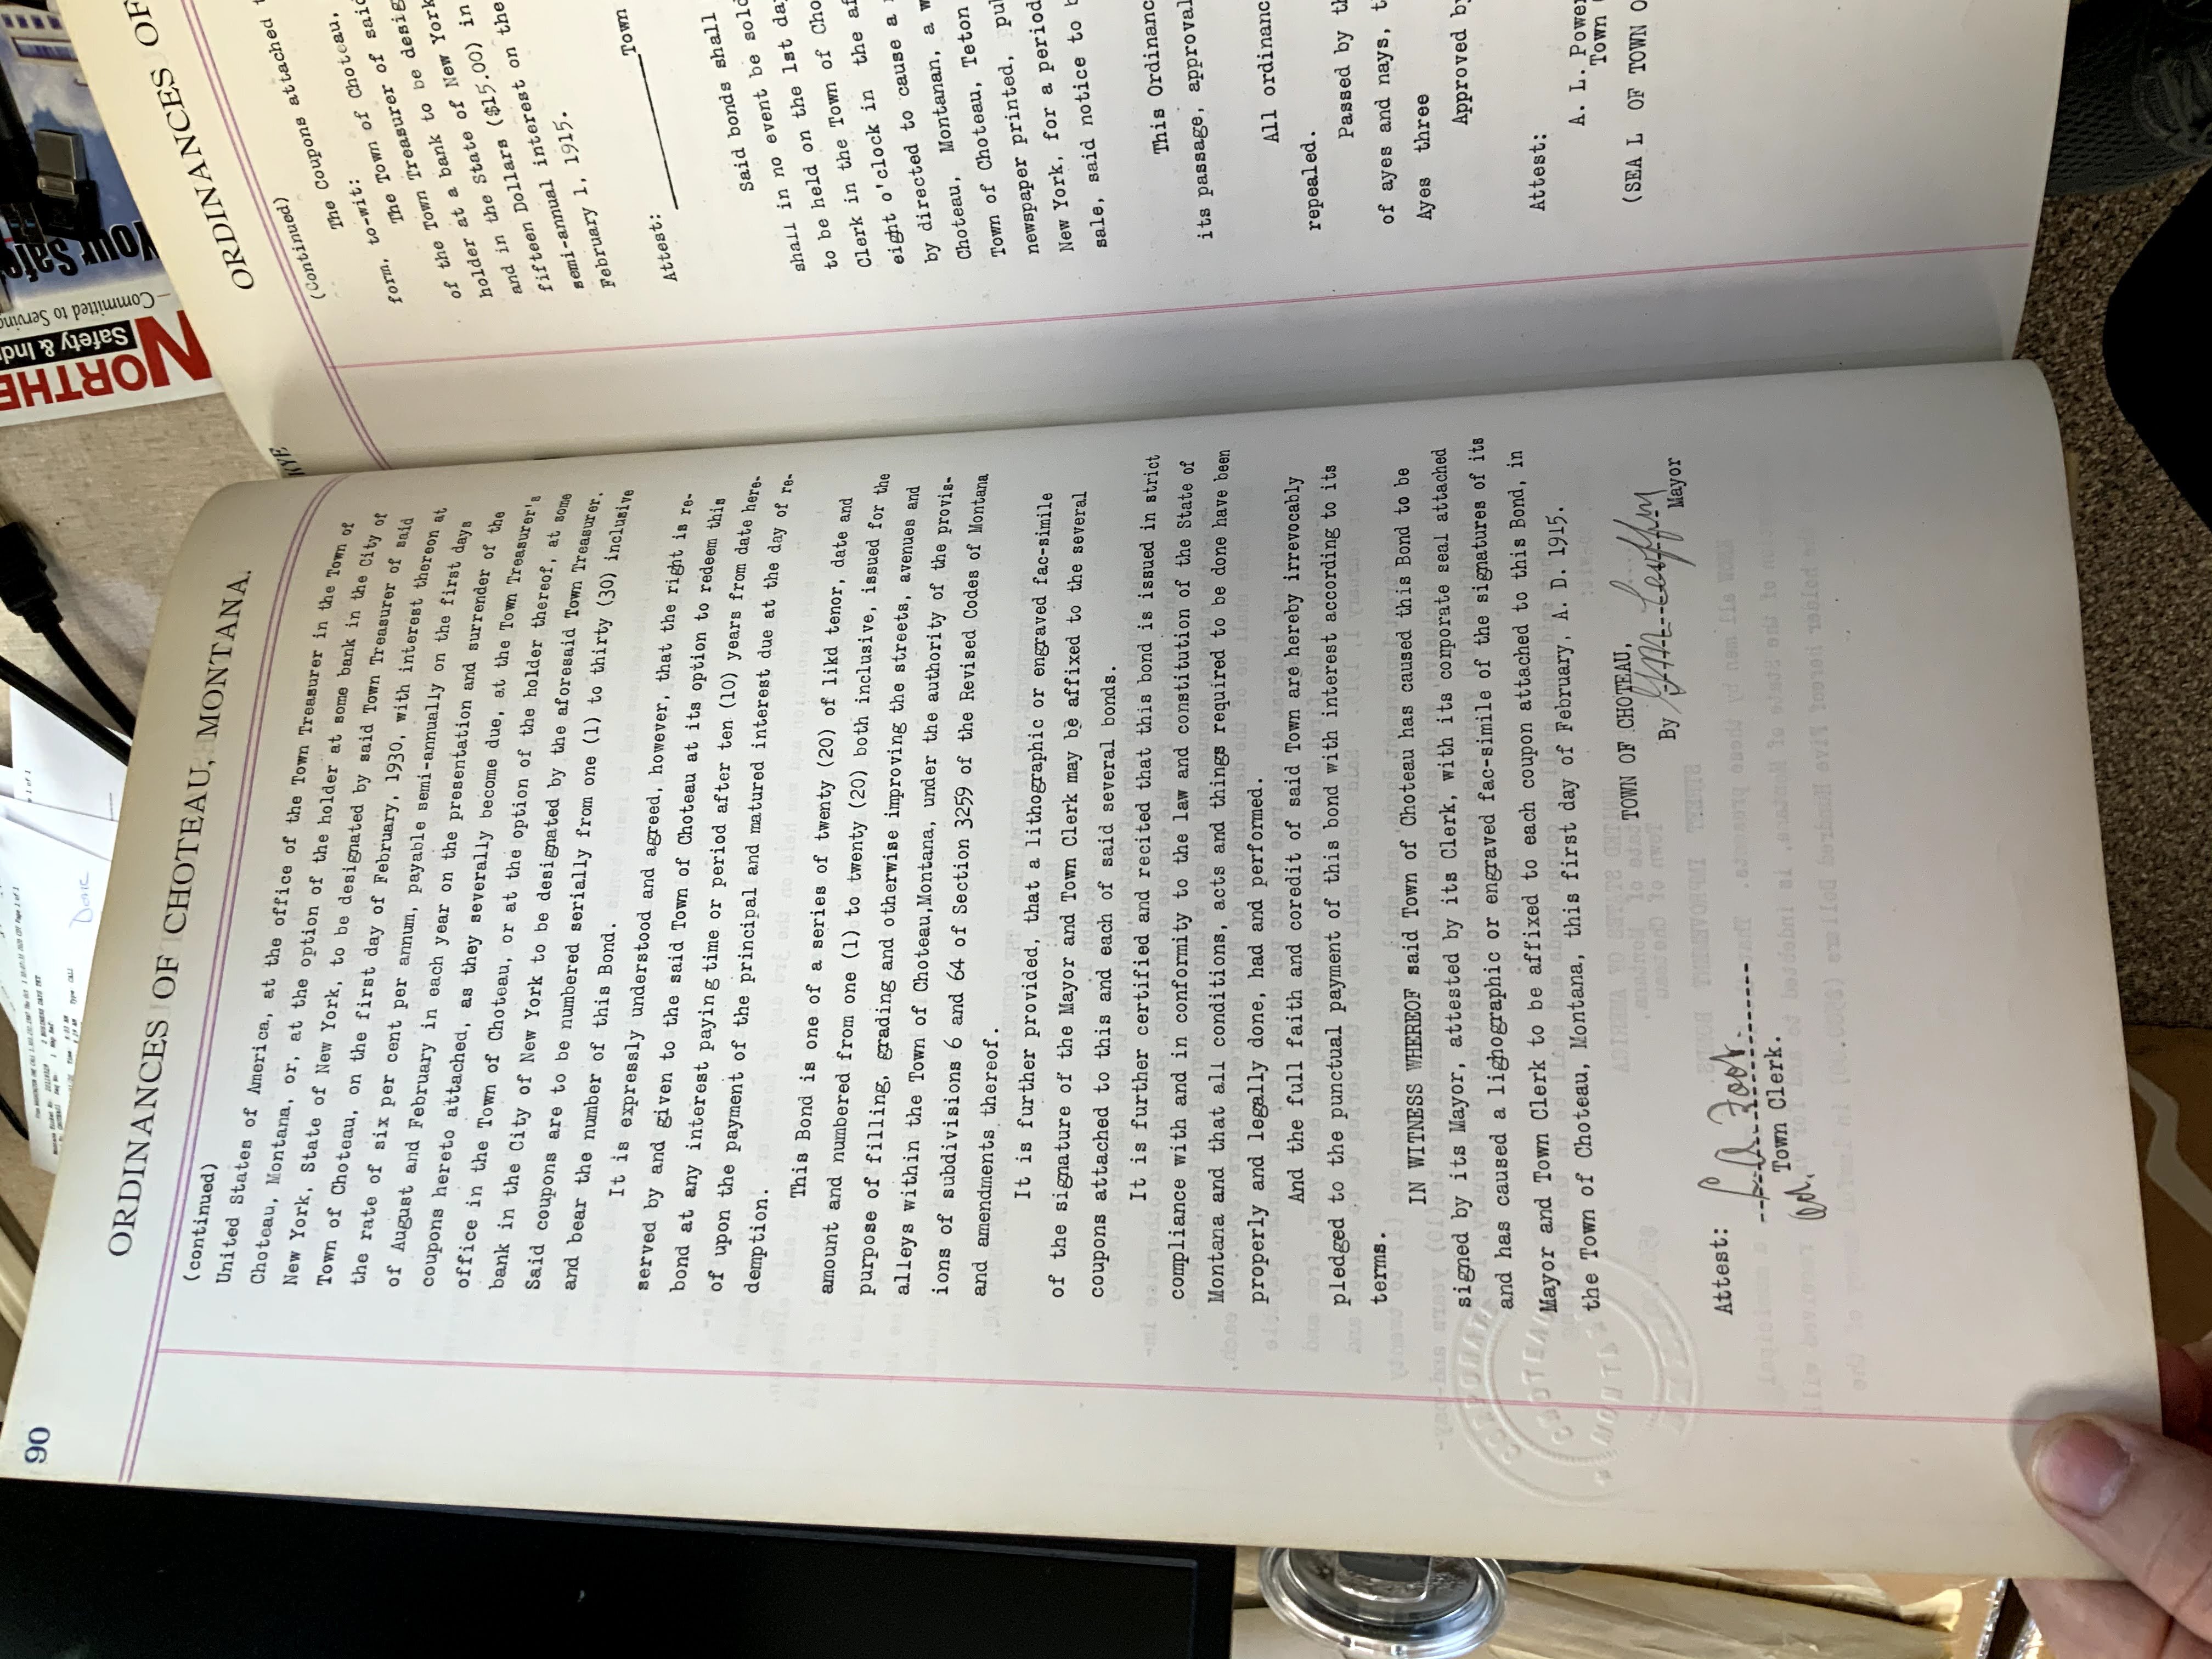 90
ORDINANCES OF CHOTEAU, MONTANA.
(continued)
United States of America, at the office of the Town Treasurer in the Town of
Choteau, Montana, or, at the option of the holder at some bank in the City of
New York, State of New York, to be designated by said Town Treasurer of said
Town of Choteau, on the first day of February, 1930, with interest thereon at
the rate of six per cent per annum, payable semi-annually on the first days
of August and February in each year on the presentation and surrender of the
coupons hereto attached, as they severally become due, at the Town Treasurer's
office in the Town of Choteau, or at the option of the holder thereof, at some
bank in the City of New York to be designated by the aforesaid Town Treasurer.
Said coupons are to be numbered serially from one (1) to thirty (30) inclusive
and bear the number of this Bond.
It is expressly understood and agreed, however, that the right is re-
served by and given to the said Town of Choteau at its option to redeem this
bond at any interest paying time or period after ten (10) years from date here-
of upon the payment of the principal and matured interest due at the day of re-
demption.
This Bond is one of a series of twenty (20) of likd tenor, date and
amount and numbered from one (1) to twenty (20) both inclusive, issued for the
purpose of filling, grading and otherwise improving the streets, avenues and
alleys within the Town of Choteau,Montana, under the authority of the provis-
ions of subdivisions 6 and 64 of Section 3259 of the Revised Codes of Montana
and amendments thereof.
It is further provided, that a lithographic or engraved fac-simile
of the signature of the Mayor and Town Clerk may be affixed to the several
coupons attached to this and each of said several bonds.
It is further certified and recited that this bond is issued in strict
compliance with and in conformity to the law and constitution of the State of
Montana and that all conditions, acts and things required to be done have been
properly and legally done, had and performed.
And the full faith and coredit of said Town are hereby irrevocably
pledged to the punctual payment of this bond with interest according to its
terms.
IN WITNESS WHEREOF said Town of Choteau has caused this Bond to be
signed by its Mayor, attested by its Clerk, with its corporate seal attached
and has caused a lighographic or engraved fac-simile of the signatures of its
Mayor and Town Clerk to be affixed to each coupon attached to this Bond, in
the Town of Choteau, Montana, this first day of February, A. D. 1915.
TOWN OF CHOTEAU,
By
Mayor
Attest:
Town Clerk.
ORDINANCES OF
(Continued)
The Coupons attached
form, to-wit:
The Town of Choteau,
of the Town Treasurer of said
holder at a bank to be desig
and in the State of New York
fifteen Dollars ($15.00) in
semi-annual interest on the
February 1, 1915.
Attest:
Town
Said bonds shall
shall in no event be sold
to be held on the 1st da
Clerk in the Town of Cho
eight o'clock in the af
by directed to cause a
Choteau, Montanan, a w
Town of Choteau, Teton
newspaper printed, pu
New York, for a period
sale, said notice to b
This Ordinanc
its passage, approval
All ordinanc
repealed.
Passed by th
of ayes and nays, t
Ayes three
Approved by
Attest:
A. L. Power
Town
(SEA L OF TOWN O
NORTHE
Safety & Ind
Committed to Servin
Your Safe